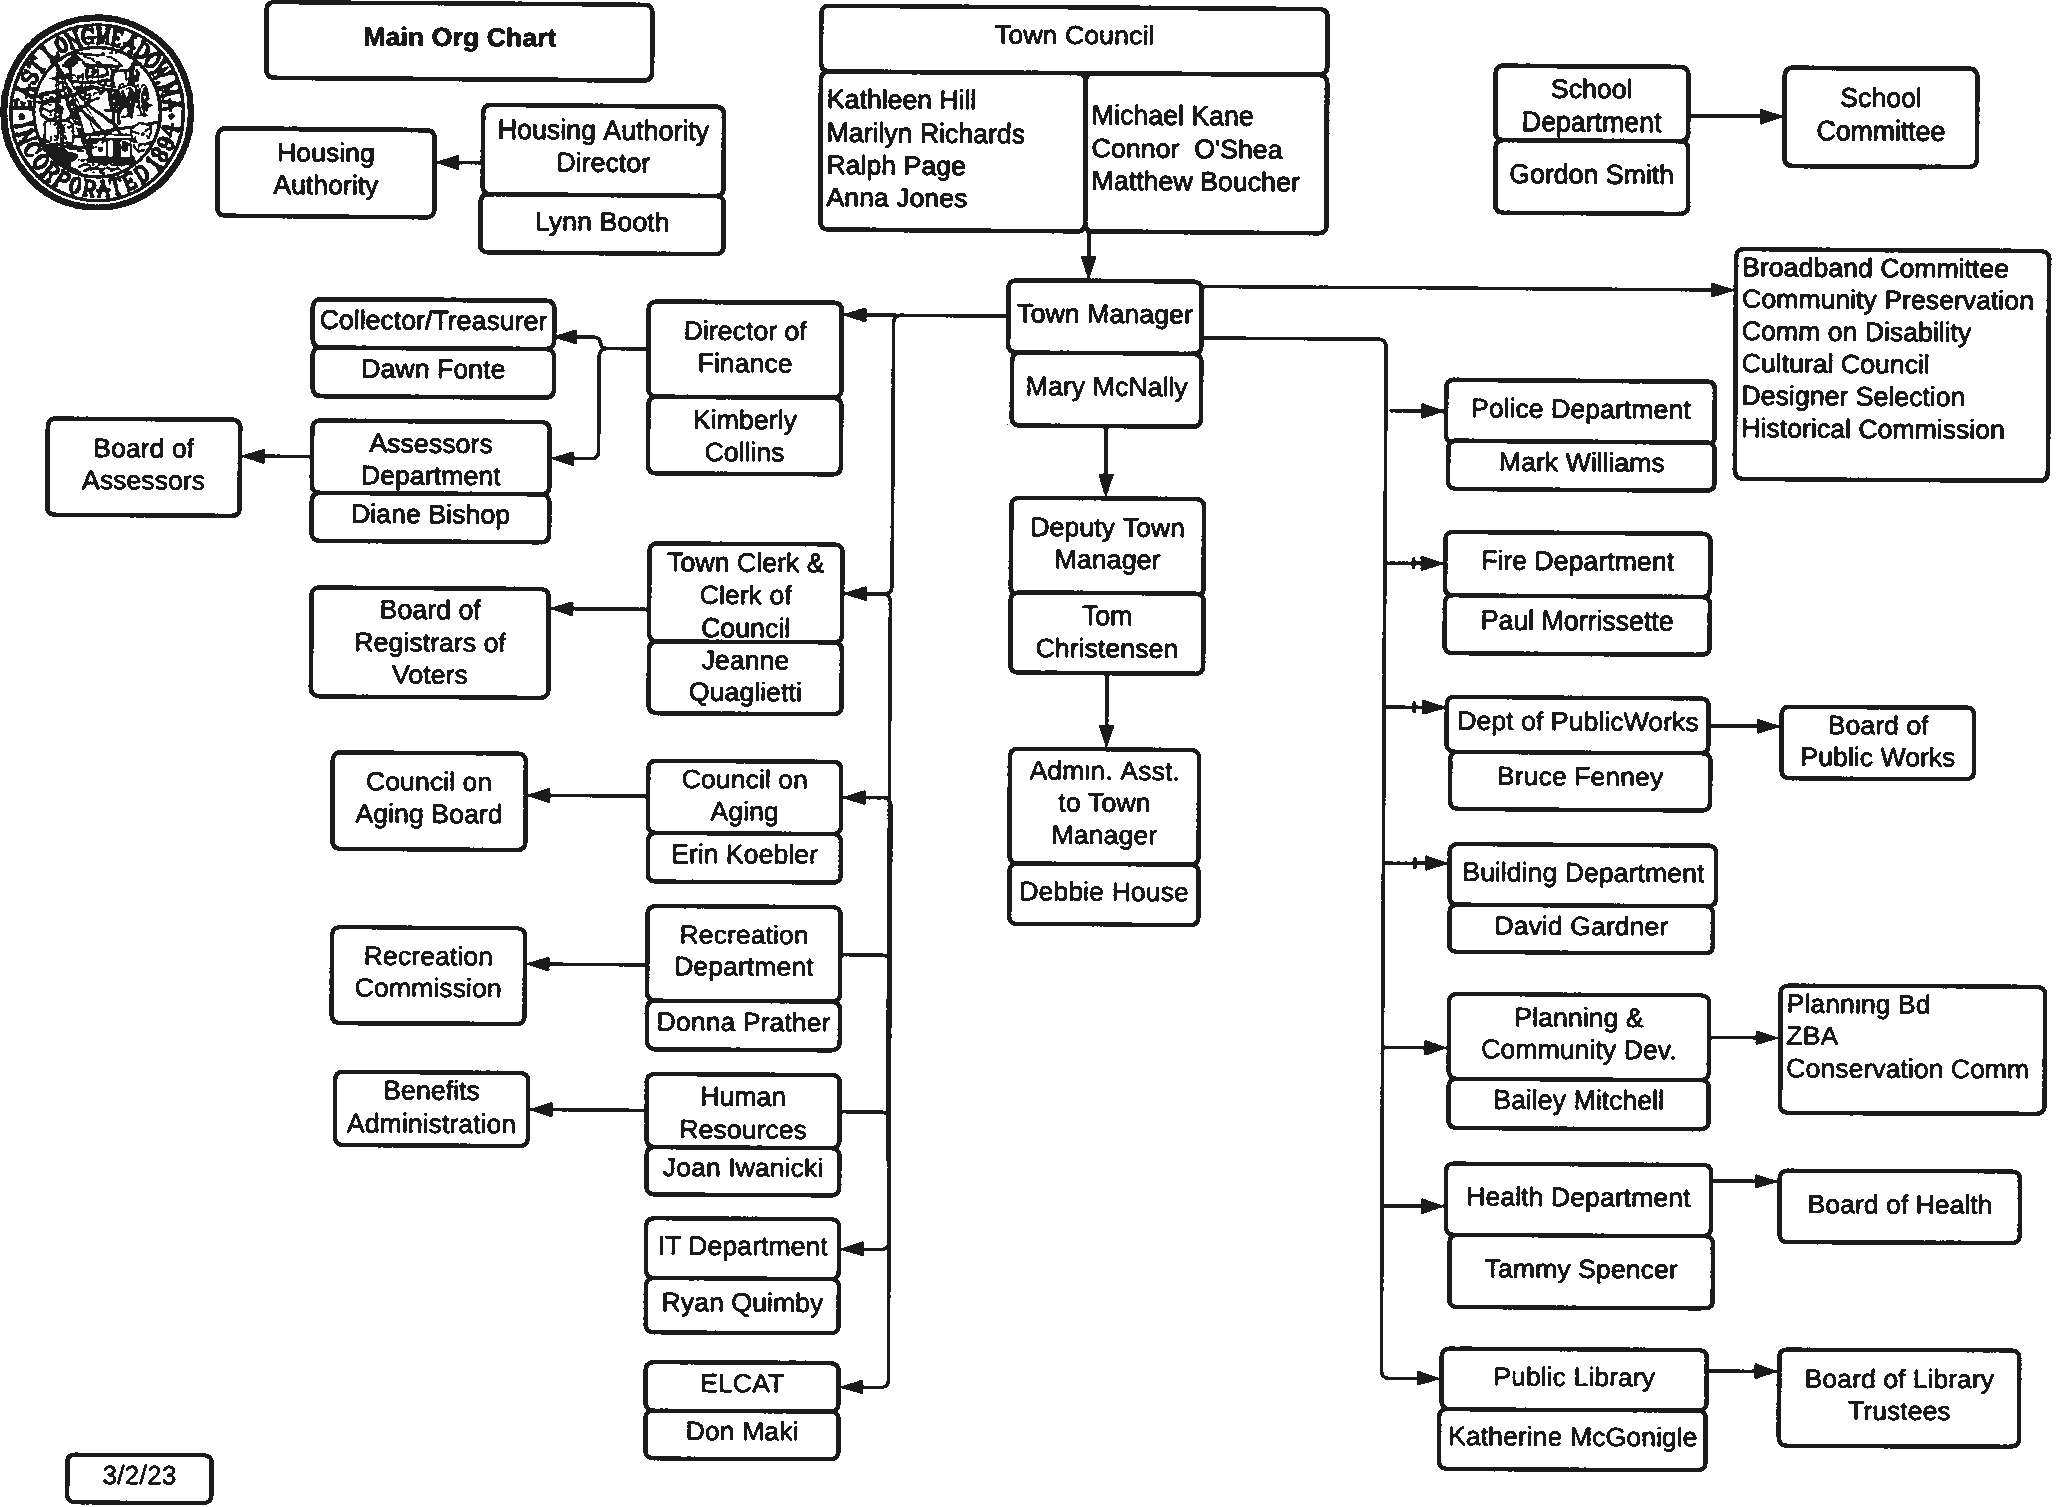 EAST LONGMEADOW, MA.
INCORPORATED 1894
Main Org Chart
Housing
Authority
Housing Authority
Director
Lynn Booth
Town Council
Kathleen Hill
Marilyn Richards
Ralph Page
Anna Jones
Michael Kane
Connor O'Shea
Matthew Boucher
School
Department
Gordon Smith
School
Committee
Town Manager
Mary McNally
Broadband Committee
Community Preservation
Comm on Disability
Cultural Council
Designer Selection
Historical Commission
Collector/Treasurer
Dawn Fonte
Director of
Finance
Kimberly
Collins
Board of
Assessors
Assessors
Department
Diane Bishop
Deputy Town
Manager
Tom
Christensen
Admin. Asst.
to Town
Manager
Debbie House
Board of
Registrars of
Voters
Town Clerk &
Clerk of
Council
Jeanne
Quaglietti
Council on
Aging Board
Council on
Aging
Erin Koebler
Recreation
Commission
Recreation
Department
Donna Prather
Benefits
Administration
Human
Resources
Joan Iwanicki
IT Department
Ryan Quimby
ELCAT
Don Maki
Police Department
Mark Williams
Fire Department
Paul Morrissette
Dept of PublicWorks
Bruce Fenney
Board of
Public Works
Building Department
David Gardner
Planning &
Community Dev.
Bailey Mitchell
Planning Bd
ZBA
Conservation Comm
Health Department
Tammy Spencer
Board of Health
Public Library
Katherine McGonigle
Board of Library
Trustees
3/2/23